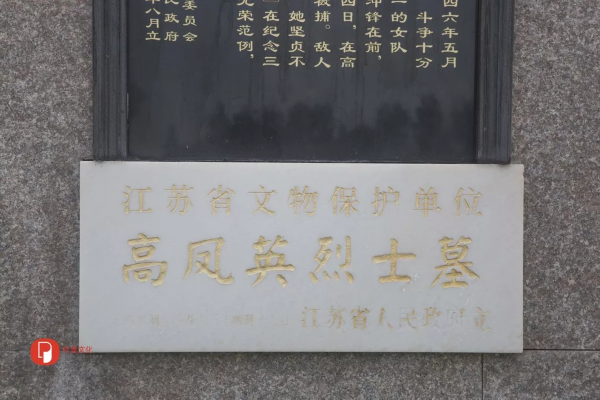 四六年五月
斗争十分
一的女队
冲锋在前，
四日，在高
被捕。敌人
她坚贞不
一在纪念三
光荣范例，
委员会
民政府
年八月立
江苏省文物保护单位
高凤英烈士墓
江苏省人民政府立